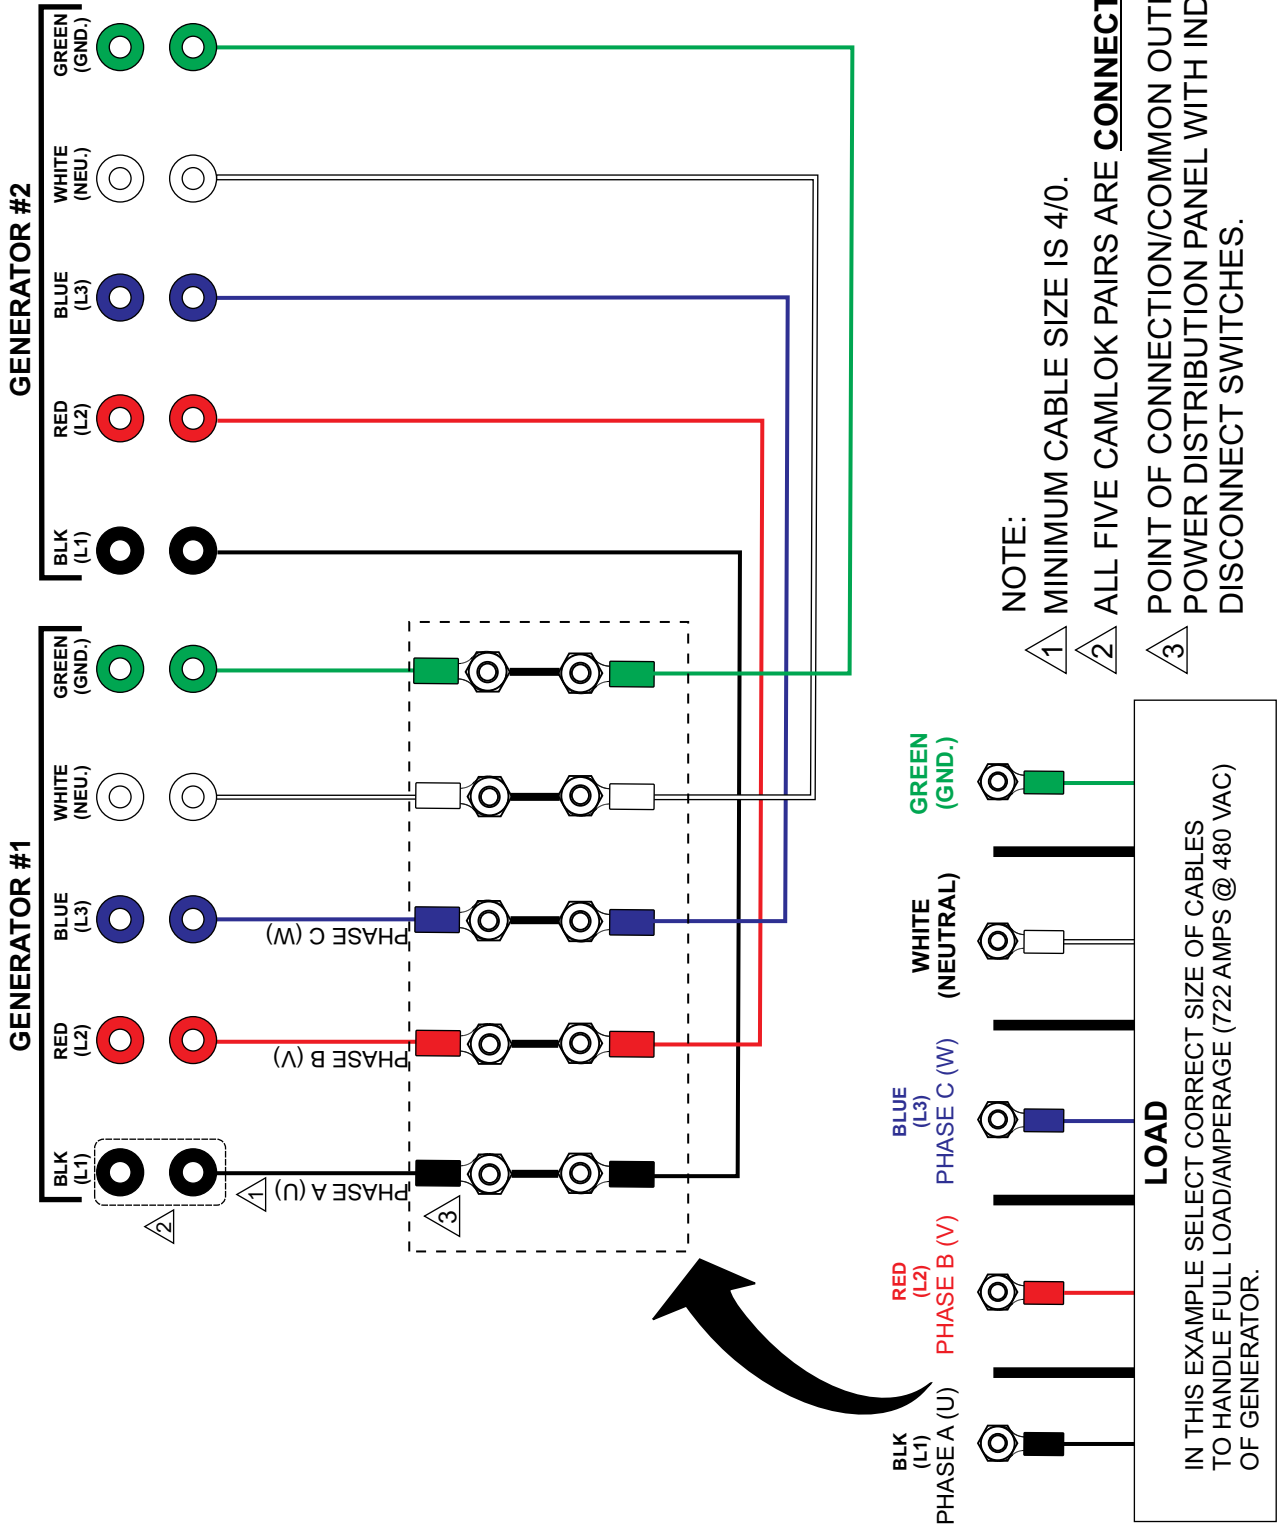 GENERATOR #1
BLK
(L1)
RED
(L2)
BLUE
(L3)
WHITE
(NEU.)
GREEN
(GND.)
GENERATOR #2
BLK
(L1)
RED
(L2)
BLUE
(L3)
WHITE
(NEU.)
GREEN
(GND.)
2
1
PHASE A (U)
PHASE B (V)
PHASE C (W)
3
BLK
(L1)
PHASE A (U)
RED
(L2)
PHASE B (V)
BLUE
(L3)
PHASE C (W)
WHITE
(NEUTRAL)
GREEN
(GND.)
LOAD
IN THIS EXAMPLE SELECT CORRECT SIZE OF CABLES
TO HANDLE FULL LOAD/AMPERAGE (722 AMPS @ 480 VAC)
OF GENERATOR.
NOTE:
1 MINIMUM CABLE SIZE IS 4/0.
2 ALL FIVE CAMLOK PAIRS ARE CONNECT
3 POINT OF CONNECTION/COMMON
POWER DISTRIBUTION PANEL WITH
DISCONNECT SWITCHES.